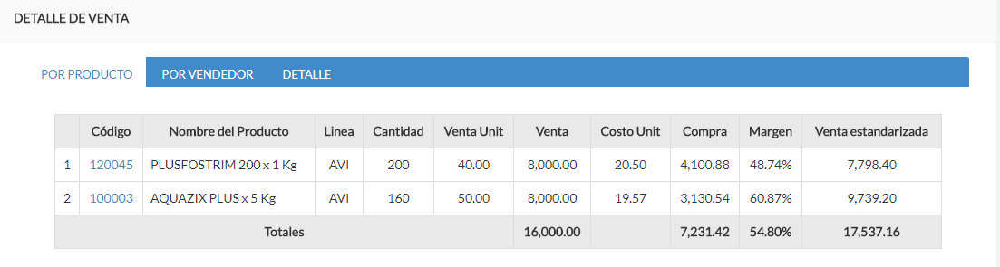 DETALLE DE VENTA
POR PRODUCTO POR VENDEDOR DETALLE
Código Nombre del Producto Linea Cantidad Venta Unit Venta Costo Unit Compra Margen Venta estandarizada
1 120045 PLUSFOSTRIM 200 x 1 Kg AVI 200 40.00 8,000.00 20.50 4,100.88 48.74% 7,798.40
2 100003 AQUAZIX PLUS x 5 Kg AVI 160 50.00 8,000.00 19.57 3,130.54 60.87% 9,739.20
Totales 16,000.00 7,231.42 54.80% 17,537.16